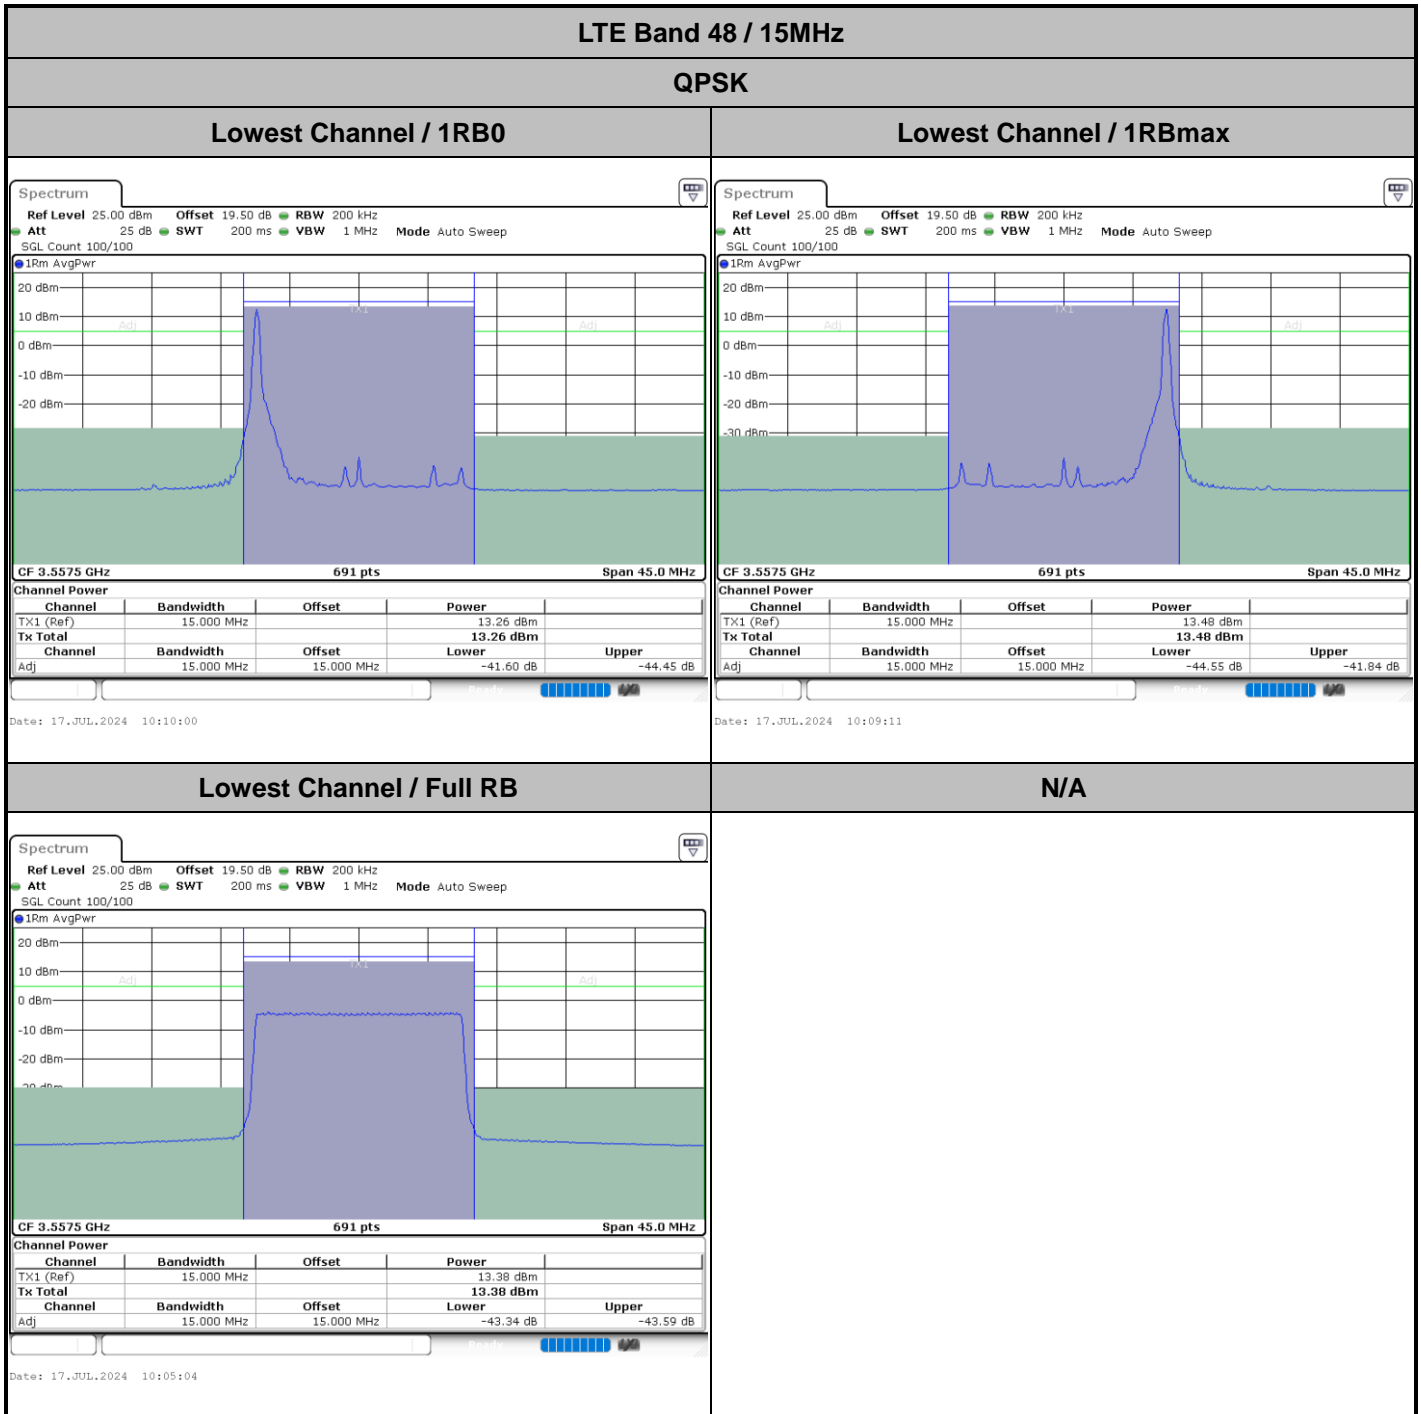 LTE Band 48 / 15MHz
QPSK
Lowest Channel / 1RB0
Lowest Channel / 1RBmax
Spectrum
Ref Level 25.00 dBm Offset 19.50 dB RBW 200 kHz
Att 25 dB SWT 200 ms VBW 1 MHz Mode Auto Sweep
SGL Count 100/100
1Rm AvgPwr
20 dBm
10 dBm
0 dBm
-10 dBm
-20 dBm
Adj
TX1
Adj
CF 3.5575 GHz 691 pts Span 45.0 MHz
Channel Power
Channel Bandwidth Offset Power
TX1 (Ref) 15.000 MHz 13.26 dBm
Tx Total 13.26 dBm
Channel Bandwidth Offset Lower Upper
Adj 15.000 MHz 15.000 MHz -41.60 dB -44.45 dB
Ready
Date: 17.JUL.2024 10:10:00
Spectrum
Ref Level 25.00 dBm Offset 19.50 dB RBW 200 kHz
Att 25 dB SWT 200 ms VBW 1 MHz Mode Auto Sweep
SGL Count 100/100
1Rm AvgPwr
20 dBm
10 dBm
0 dBm
-10 dBm
-20 dBm
-30 dBm
Adj
TX1
Adj
CF 3.5575 GHz 691 pts Span 45.0 MHz
Channel Power
Channel Bandwidth Offset Power
TX1 (Ref) 15.000 MHz 13.48 dBm
Tx Total 13.48 dBm
Channel Bandwidth Offset Lower Upper
Adj 15.000 MHz 15.000 MHz -44.55 dB -41.84 dB
Ready
Date: 17.JUL.2024 10:09:11
Lowest Channel / Full RB
N/A
Spectrum
Ref Level 25.00 dBm Offset 19.50 dB RBW 200 kHz
Att 25 dB SWT 200 ms VBW 1 MHz Mode Auto Sweep
SGL Count 100/100
1Rm AvgPwr
20 dBm
10 dBm
0 dBm
-10 dBm
-20 dBm
-30 dBm
Adj
TX1
Adj
CF 3.5575 GHz 691 pts Span 45.0 MHz
Channel Power
Channel Bandwidth Offset Power
TX1 (Ref) 15.000 MHz 13.38 dBm
Tx Total 13.38 dBm
Channel Bandwidth Offset Lower Upper
Adj 15.000 MHz 15.000 MHz -43.34 dB -43.59 dB
Ready
Date: 17.JUL.2024 10:05:04